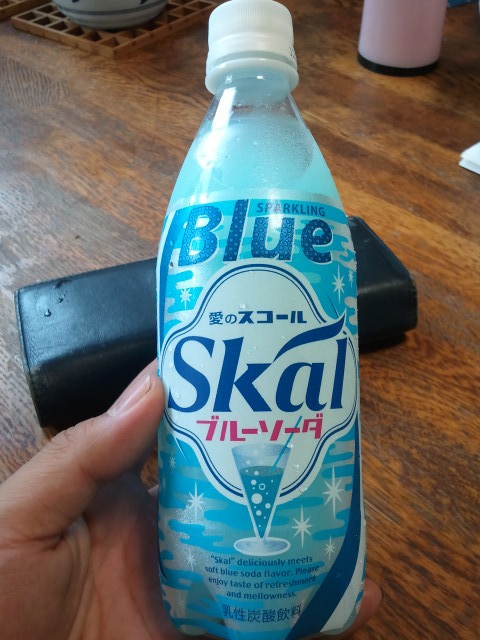 SPARKLING
Blue
愛のスコール
Skal
ブルーソーダ
"Skal" deliciously meets
soft blue soda flavor. Please
enjoy taste of refreshment
and mellowness.
乳性炭酸飲料